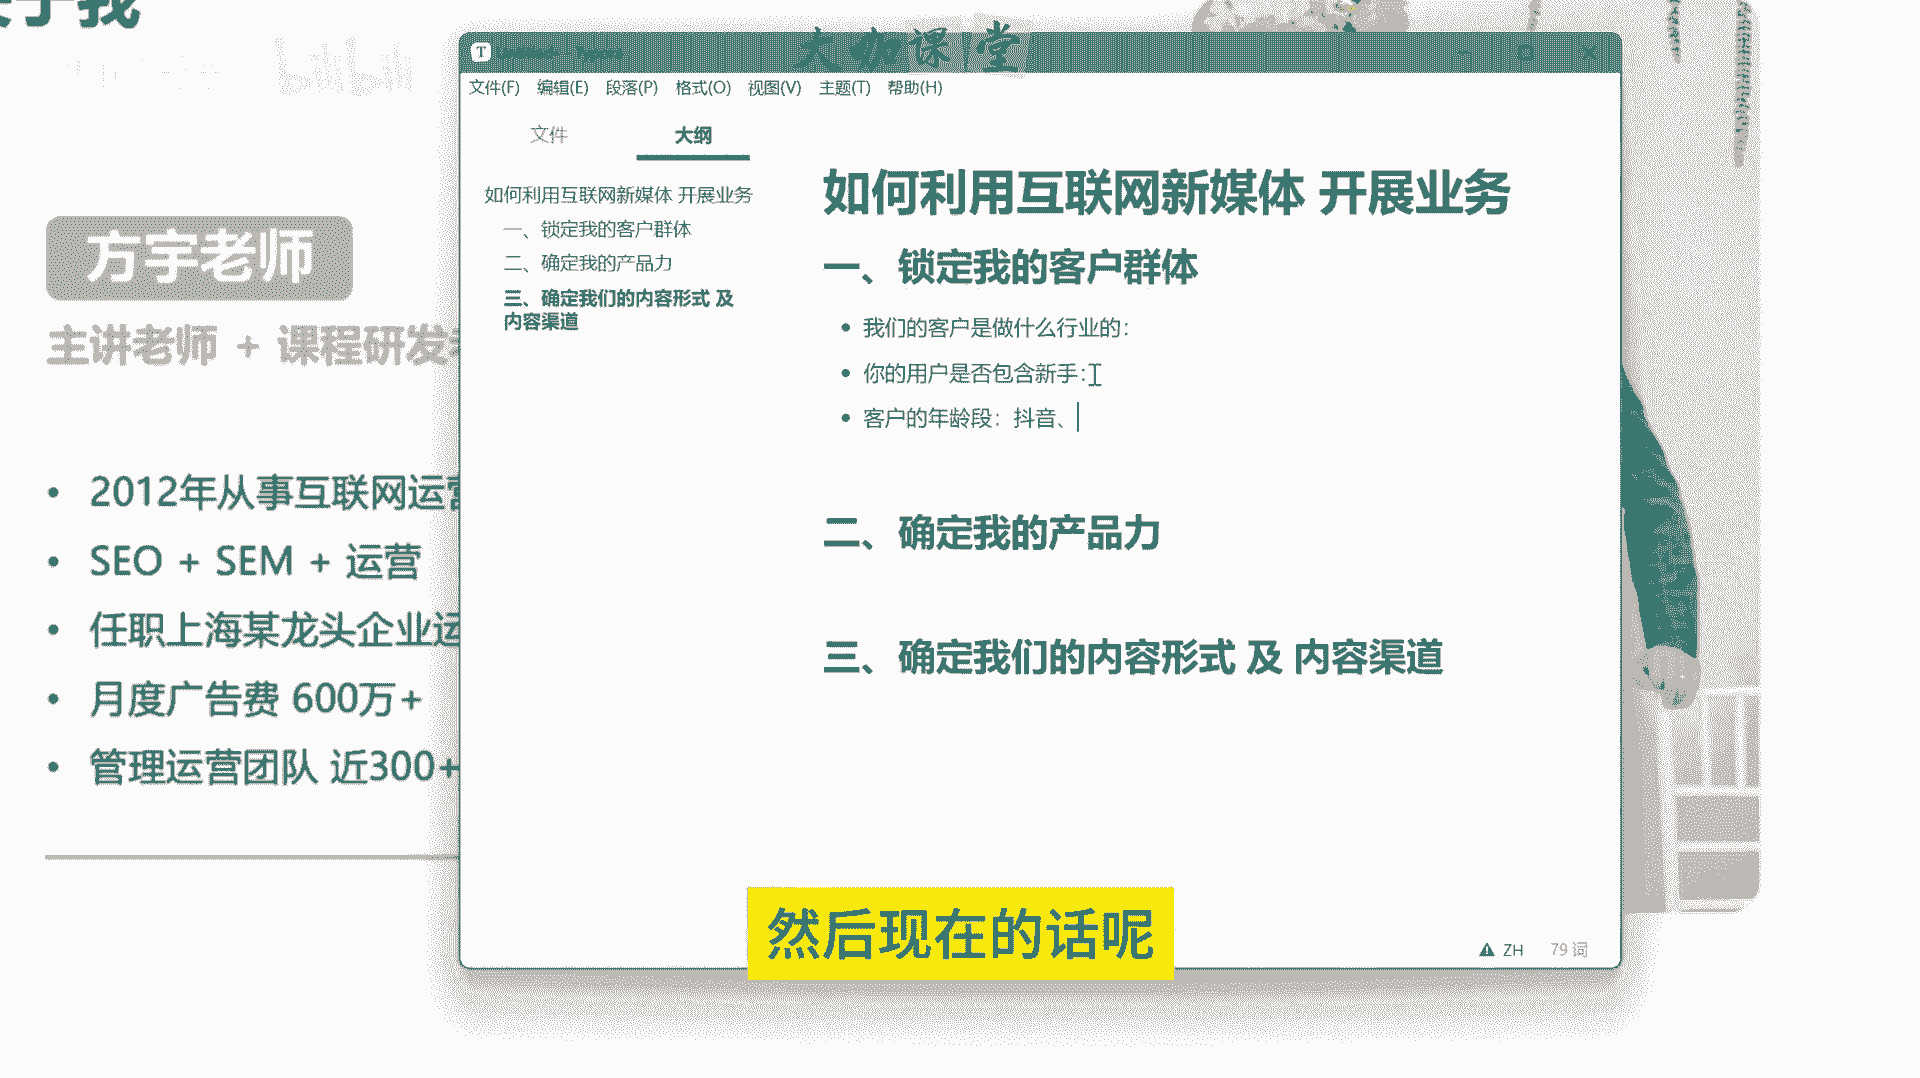 于我
bilibili
大咖课堂
方宇老师
主讲老师 + 课程研发
2012年从事互联网运营
SEO + SEM + 运营
任职上海某龙头企业运
月度广告费 600万+
管理运营团队 近300+
文件(F) 编辑(E) 段落(P) 格式(O) 视图(V) 主题(T) 帮助(H)
文件 大纲
如何利用互联网新媒体 开展业务
一、锁定我的客户群体
二、确定我的产品力
三、确定我们的内容形式 及
内容渠道
如何利用互联网新媒体 开展业务
一、锁定我的客户群体
我们的客户是做什么行业的：
你的用户是否包含新手：
客户的年龄段：抖音、
二、确定我的产品力
三、确定我们的内容形式 及 内容渠道
ZH 79 词
然后现在的话呢